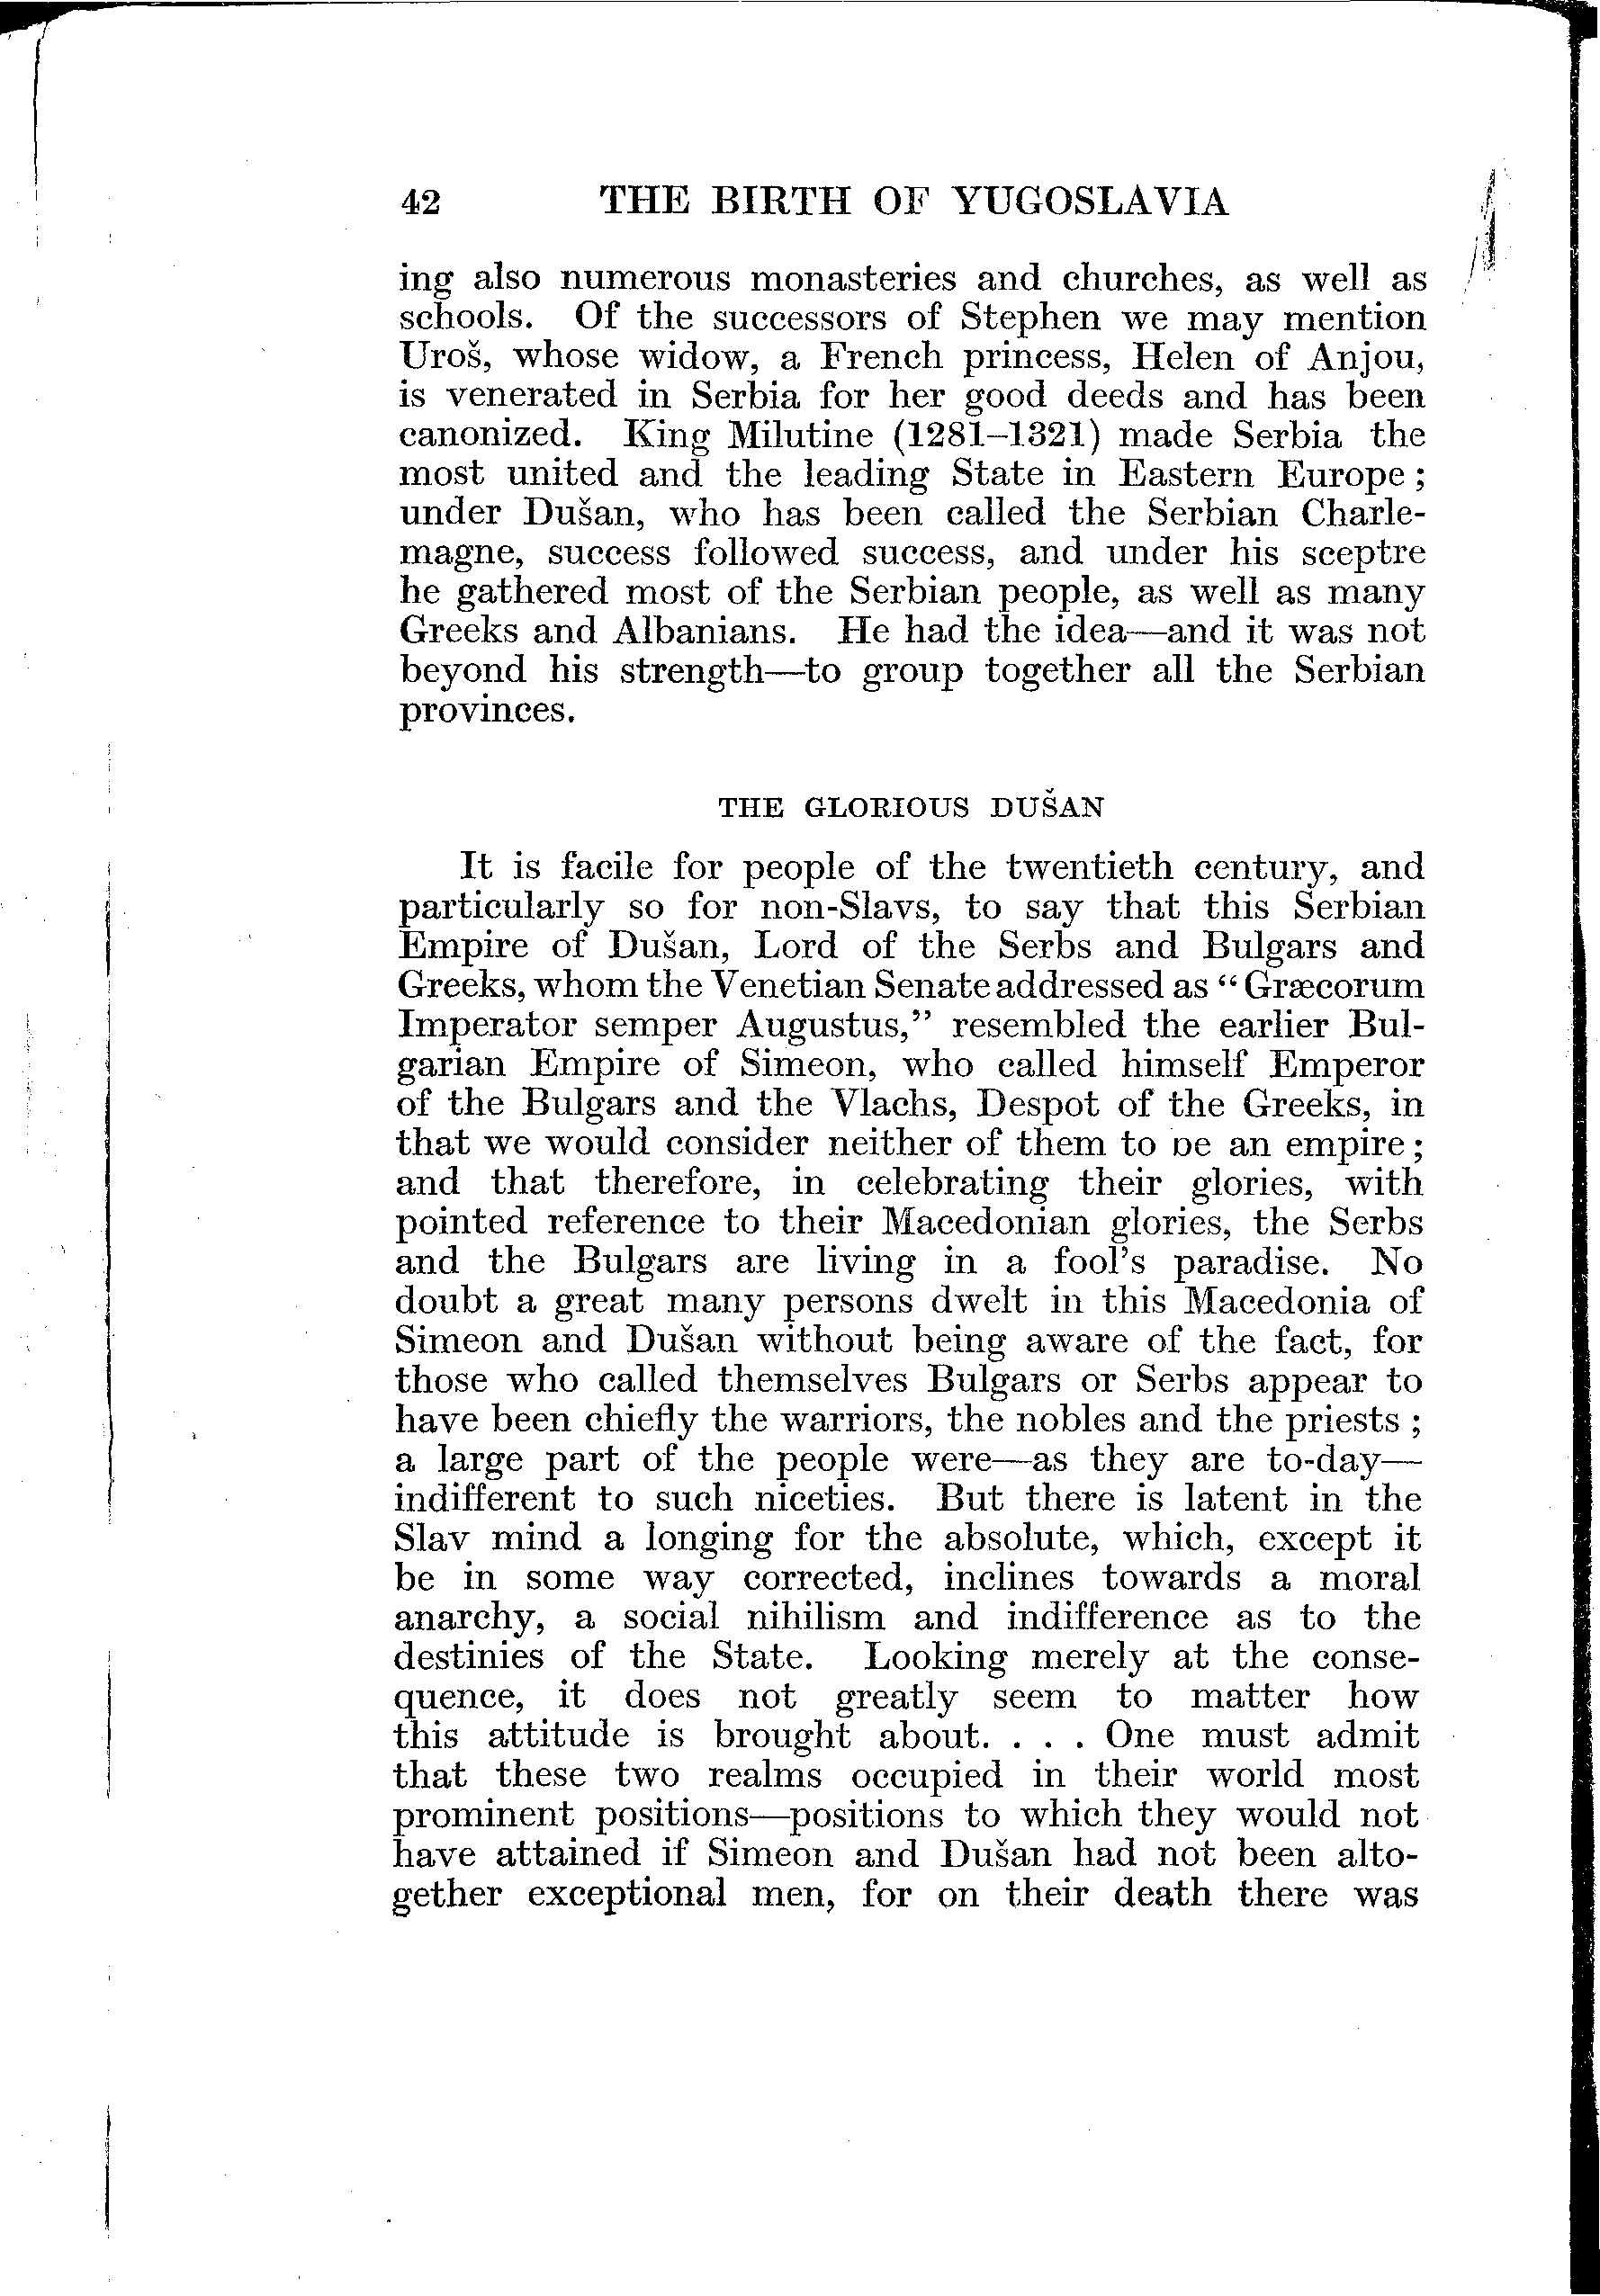 42 THE BIRTH OF YUGOSLAVIA
ing also numerous monasteries and churches, as well as
schools. Of the successors of Stephen we may mention
Uroš, whose widow, a French princess, Helen of Anjou,
is venerated in Serbia for her good deeds and has been
canonized. King Milutine (1281–1321) made Serbia the
most united and the leading State in Eastern Europe;
under Dušan, who has been called the Serbian Charle-
magne, success followed success, and under his sceptre
he gathered most of the Serbian people, as well as many
Greeks and Albanians. He had the idea—and it was not
beyond his strength—to group together all the Serbian
provinces.
THE GLORIOUS DUŠAN
It is facile for people of the twentieth century, and
particularly so for non-Slavs, to say that this Serbian
Empire of Dušan, Lord of the Serbs and Bulgars and
Greeks, whom the Venetian Senate addressed as “Græcorum
Imperator semper Augustus,” resembled the earlier Bul-
garian Empire of Simeon, who called himself Emperor
of the Bulgars and the Vlachs, Despot of the Greeks, in
that we would consider neither of them to be an empire;
and that therefore, in celebrating their glories, with
pointed reference to their Macedonian glories, the Serbs
and the Bulgars are living in a fool's paradise. No
doubt a great many persons dwelt in this Macedonia of
Simeon and Dušan without being aware of the fact, for
those who called themselves Bulgars or Serbs appear to
have been chiefly the warriors, the nobles and the priests;
a large part of the people were—as they are to-day—
indifferent to such niceties. But there is latent in the
Slav mind a longing for the absolute, which, except it
be in some way corrected, inclines towards a moral
anarchy, a social nihilism and indifference as to the
destinies of the State. Looking merely at the conse-
quence, it does not greatly seem to matter how
this attitude is brought about. . . . One must admit
that these two realms occupied in their world most
prominent positions—positions to which they would not
have attained if Simeon and Dušan had not been alto-
gether exceptional men, for on their death there was